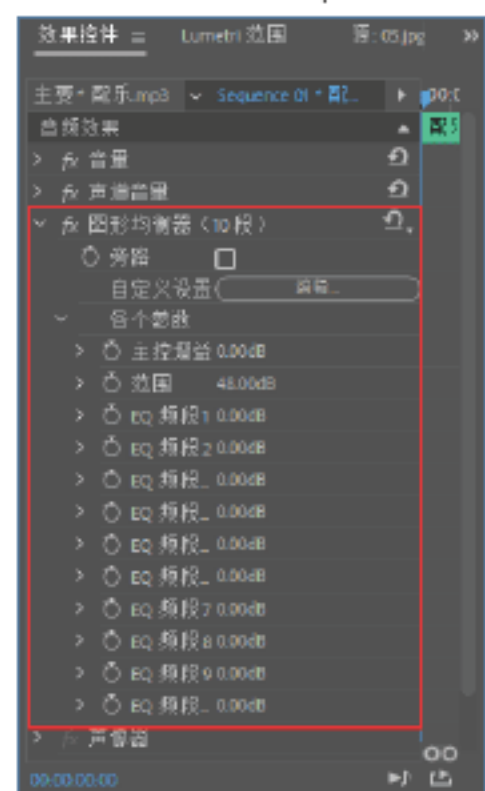 效果控件 Lumetri 范围 源: 05.jpg
主要 * 配乐.mp3 Sequence 01 * 配... 00:0
音频效果
fx 音量
fx 声道音量
fx 图形均衡器（10 段）
旁路
自定义设置 编辑...
各个参数
主控增益 0.00dB
范围 48.00dB
EQ 频段1 0.00dB
EQ 频段2 0.00dB
EQ 频段... 0.00dB
EQ 频段... 0.00dB
EQ 频段... 0.00dB
EQ 频段... 0.00dB
EQ 频段7 0.00dB
EQ 频段8 0.00dB
EQ 频段9 0.00dB
EQ 频段... 0.00dB
fx 声像器
00:00:00:00